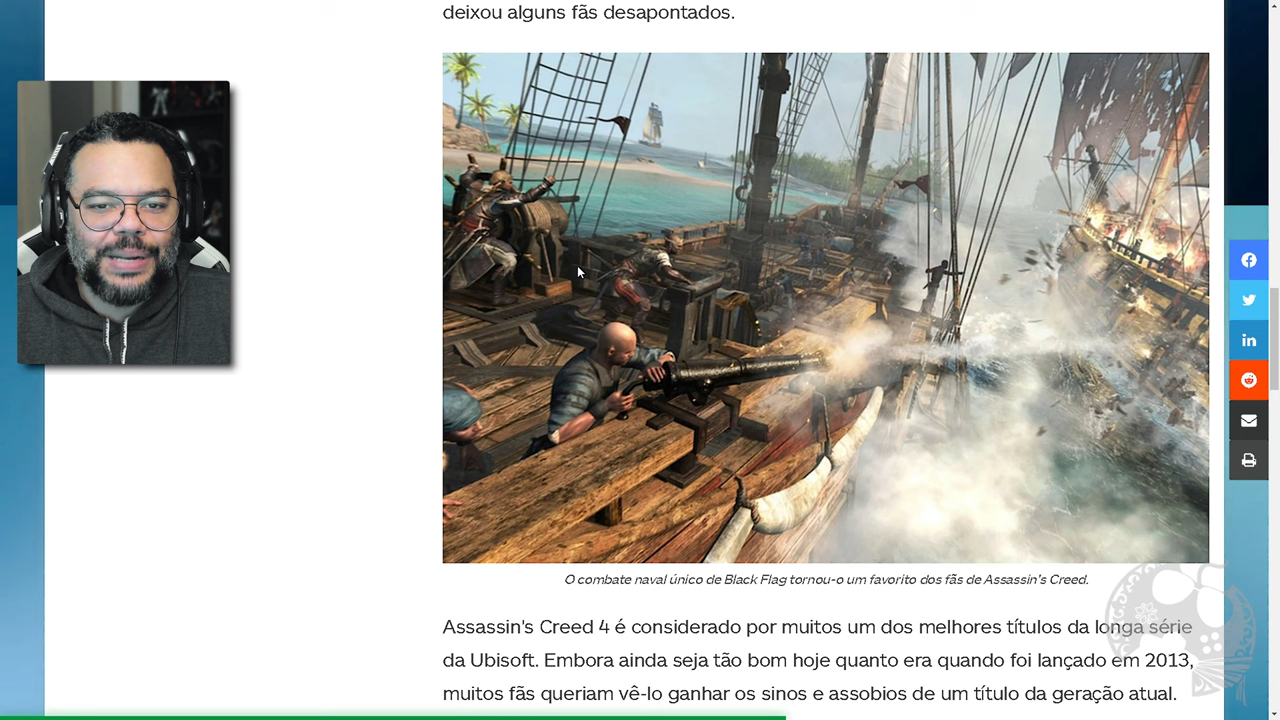 deixou alguns fãs desapontados.
O combate naval único de Black Flag tornou-o um favorito dos fãs de Assassin's Creed.
Assassin's Creed 4 é considerado por muitos um dos melhores títulos da longa série
da Ubisoft. Embora ainda seja tão bom hoje quanto era quando foi lançado em 2013,
muitos fãs queriam vê-lo ganhar os sinos e assobios de um título da geração atual.
in